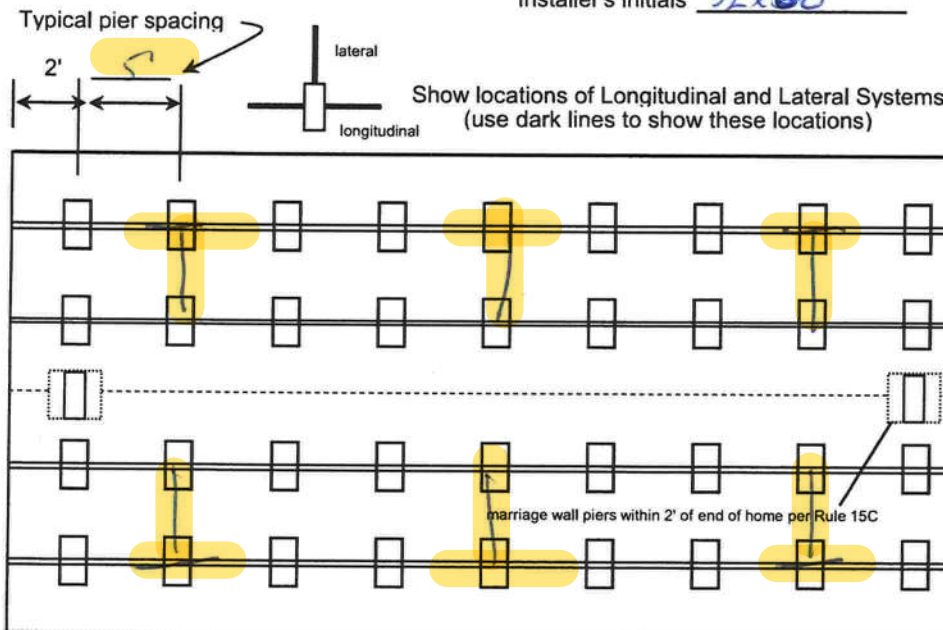 Installer's initials
Typical pier spacing
2'
5
lateral
longitudinal
Show locations of Longitudinal and Lateral Systems
(use dark lines to show these locations)
marriage wall piers within 2' of end of home per Rule 15C